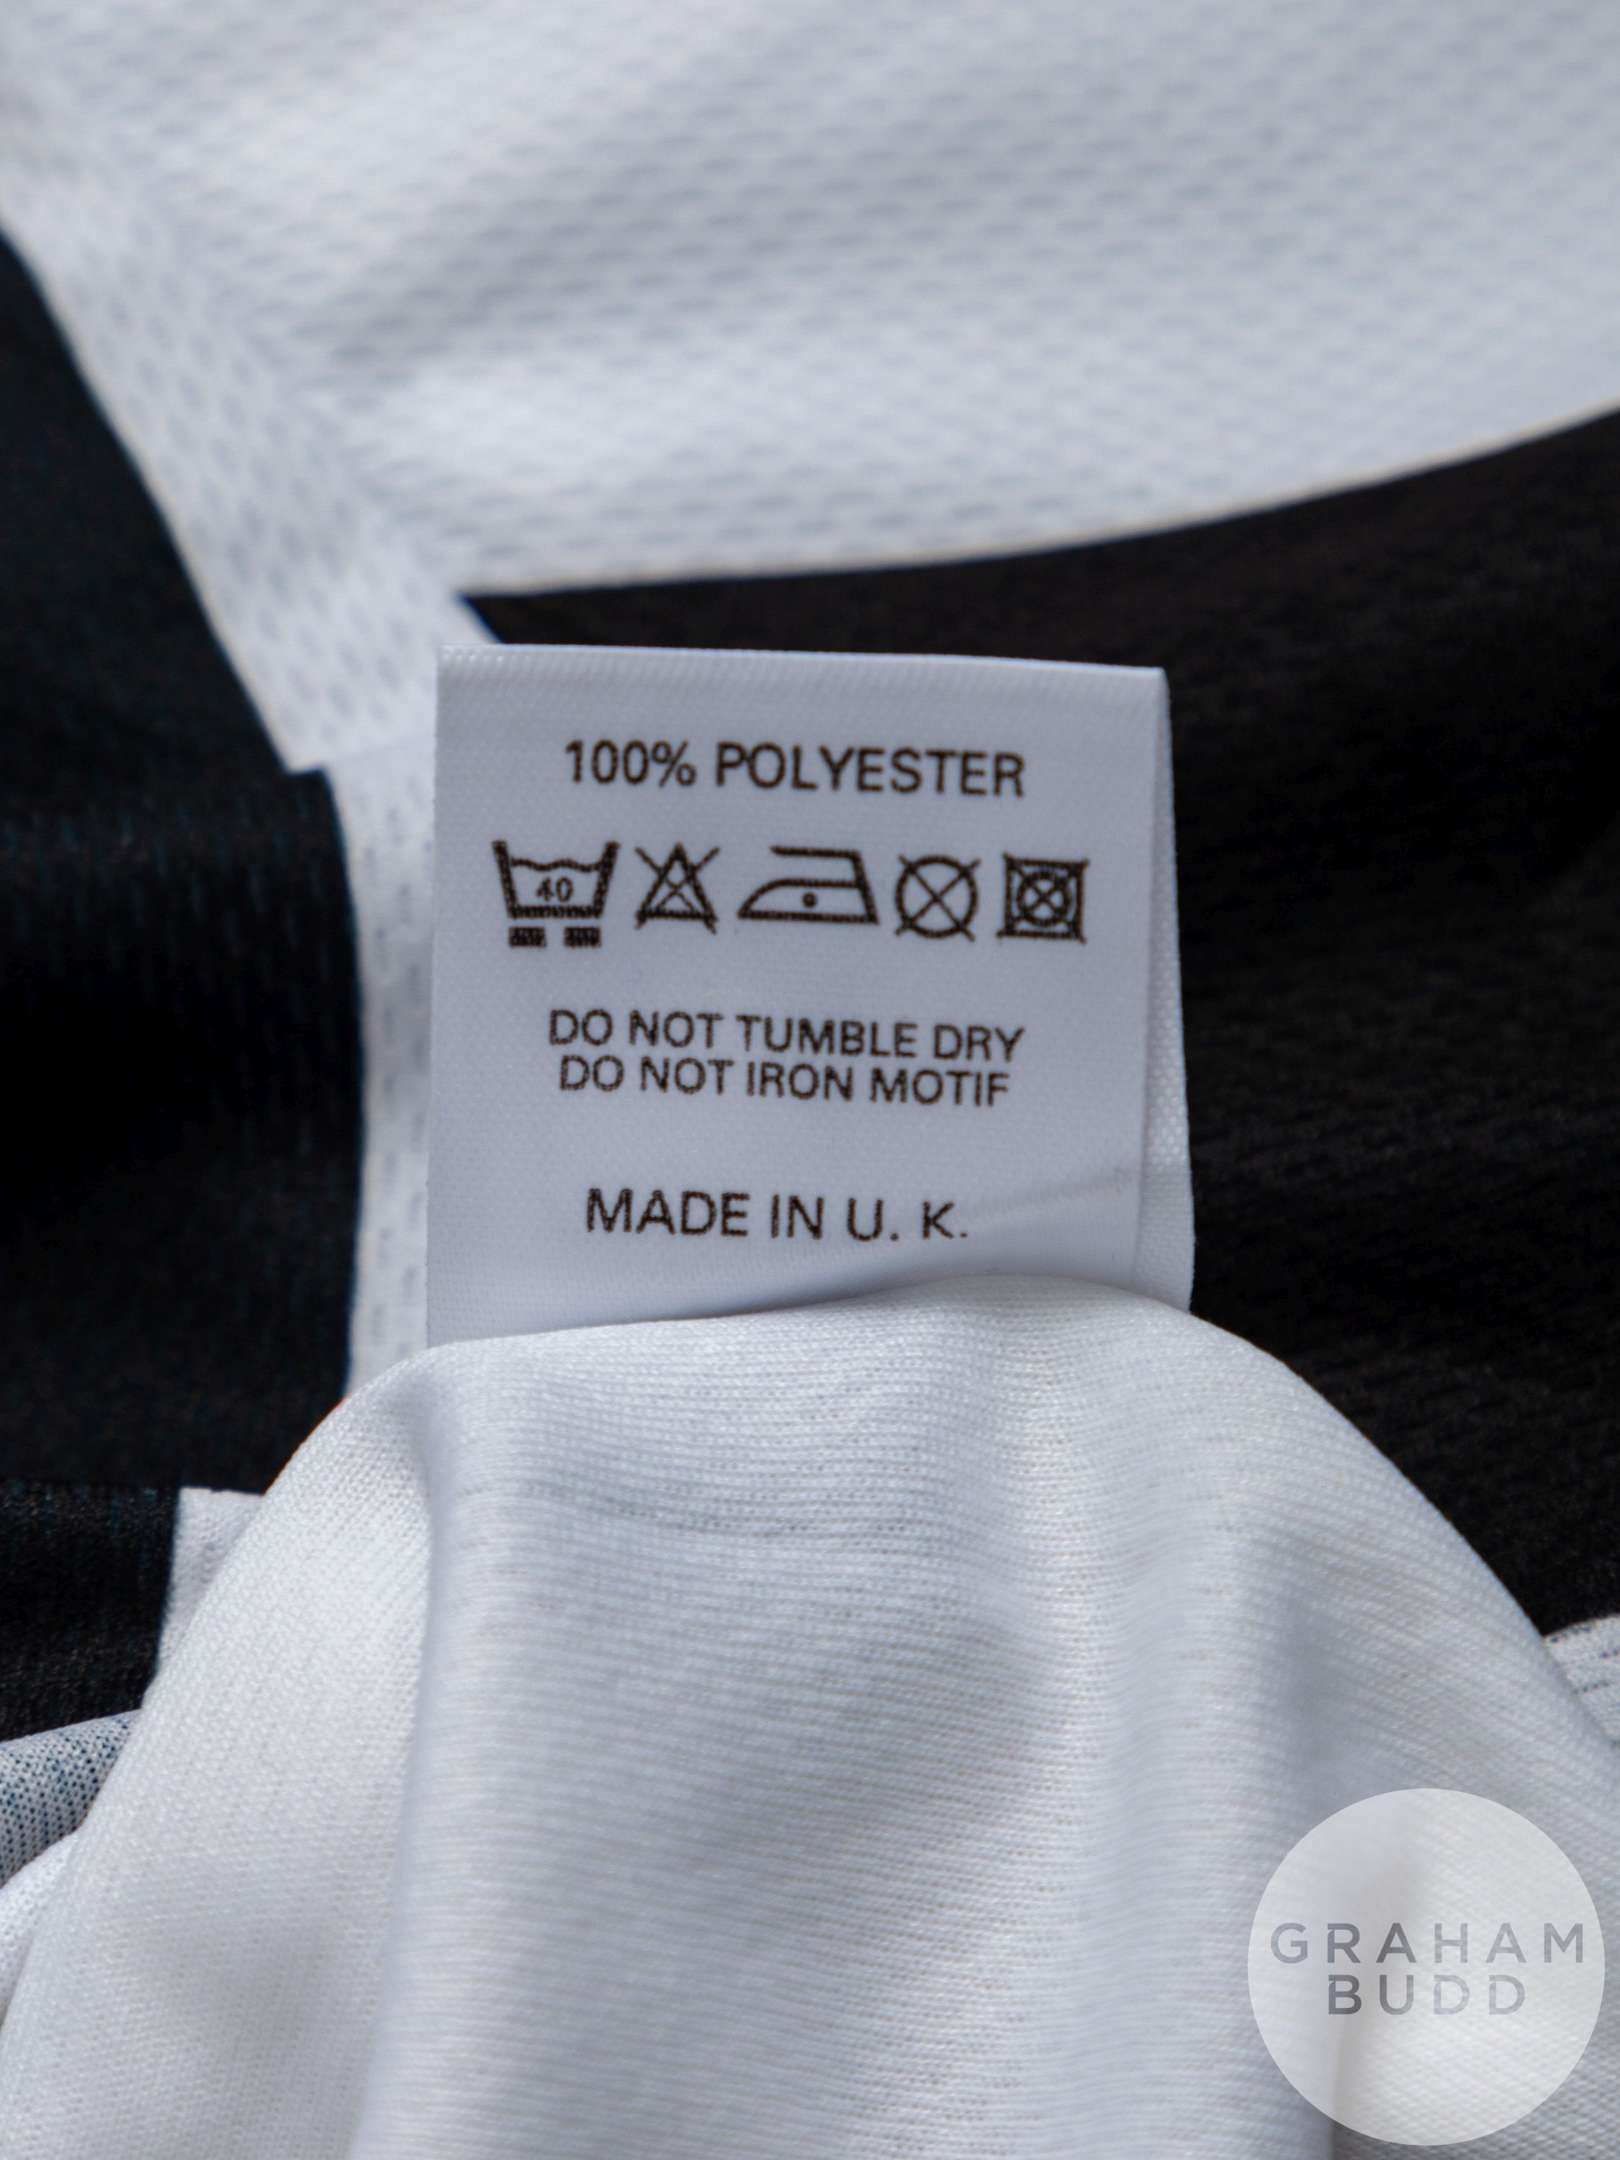 100% POLYESTER
40
DO NOT TUMBLE DRY
DO NOT IRON MOTIF
MADE IN U. K.
GRAHAM
BUDD